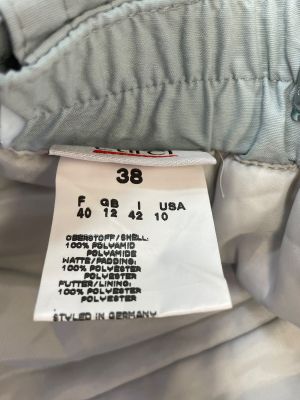 38
F GB I USA
40 12 42 10
OBERSTOFF/SHELL:
100% POLYAMID
POLYAMIDE
WATTE/PADDING:
100% POLYESTER
POLYESTER
FUTTER/LINING:
100% POLYESTER
POLYESTER
STYLED IN GERMANY